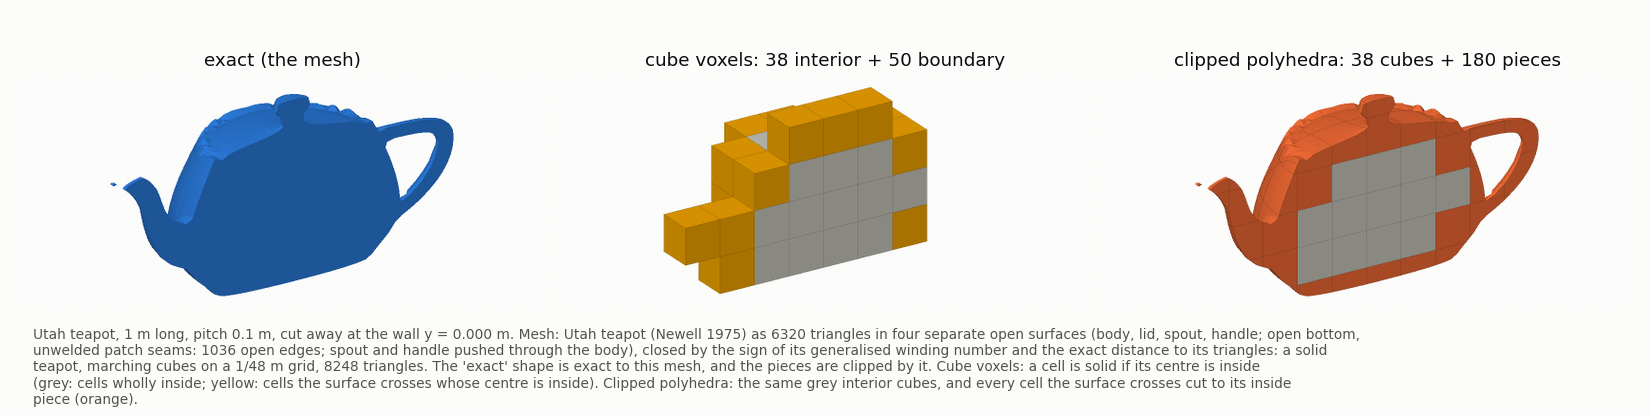 exact (the mesh)
cube voxels: 38 interior + 50 boundary
clipped polyhedra: 38 cubes + 180 pieces
Utah teapot, 1 m long, pitch 0.1 m, cut away at the wall y = 0.000 m. Mesh: Utah teapot (Newell 1975) as 6320 triangles in four separate open surfaces (body, lid, spout, handle; open bottom,
unwelded patch seams: 1036 open edges; spout and handle pushed through the body), closed by the sign of its generalised winding number and the exact distance to its triangles: a solid
teapot, marching cubes on a 1/48 m grid, 8248 triangles. The 'exact' shape is exact to this mesh, and the pieces are clipped by it. Cube voxels: a cell is solid if its centre is inside
(grey: cells wholly inside; yellow: cells the surface crosses whose centre is inside). Clipped polyhedra: the same grey interior cubes, and every cell the surface crosses cut to its inside
piece (orange).